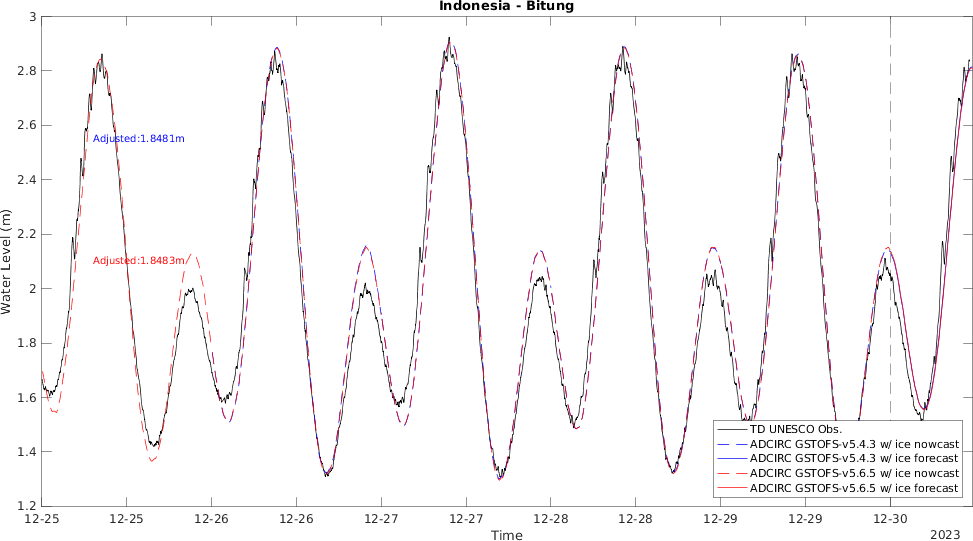 Indonesia - Bitung
Water Level (m)
3
2.8
2.6
2.4
2.2
2
1.8
1.6
1.4
1.2
Adjusted:1.8481m
Adjusted:1.8483m
TD UNESCO Obs.
ADCIRC GSTOFS-v5.4.3 w/ ice nowcast
ADCIRC GSTOFS-v5.4.3 w/ ice forecast
ADCIRC GSTOFS-v5.6.5 w/ ice nowcast
ADCIRC GSTOFS-v5.6.5 w/ ice forecast
12-25 12-25 12-26 12-26 12-27 12-27 12-28 12-28 12-29 12-29 12-30
Time
2023